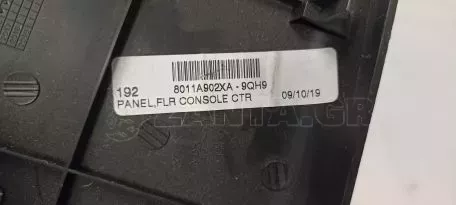 192
8011A902XA - 9QH9
PANEL,FLR CONSOLE CTR
09/10/19